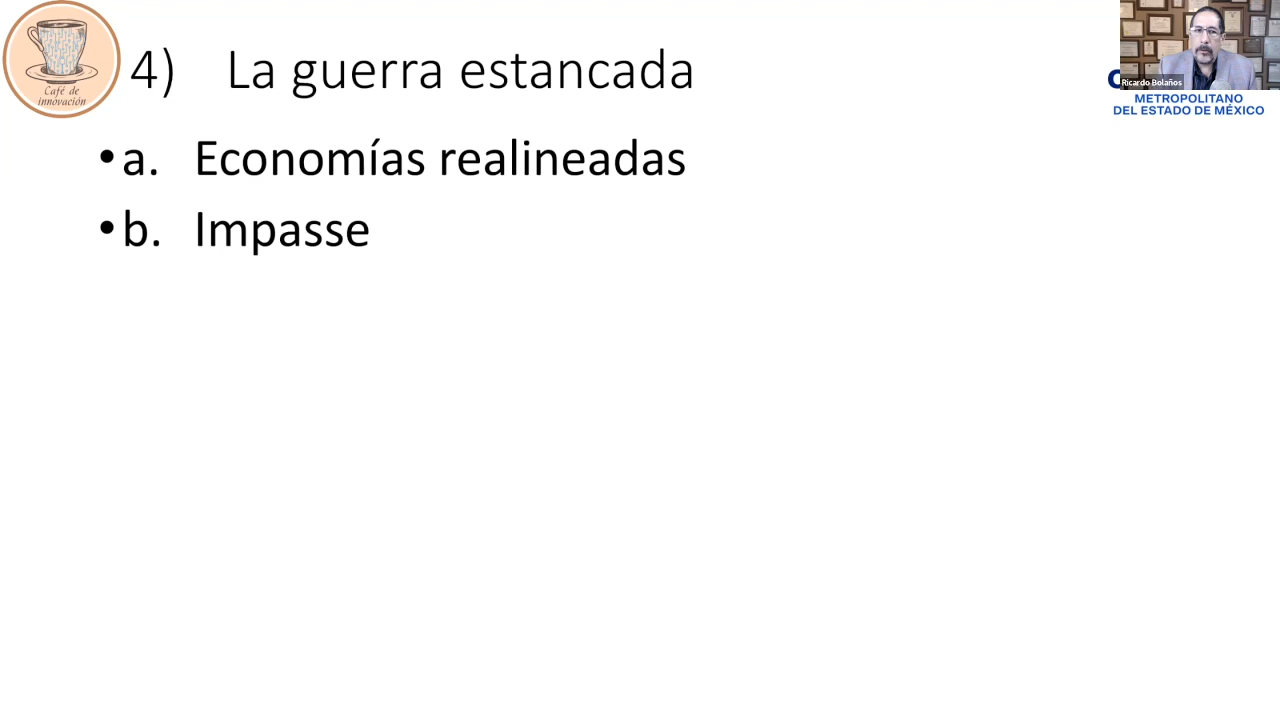 Café de
innovación
4) La guerra estancada
Ricardo Bolaños
METROPOLITANO
DEL ESTADO DE MÉXICO
•a. Economías realineadas
•b. Impasse